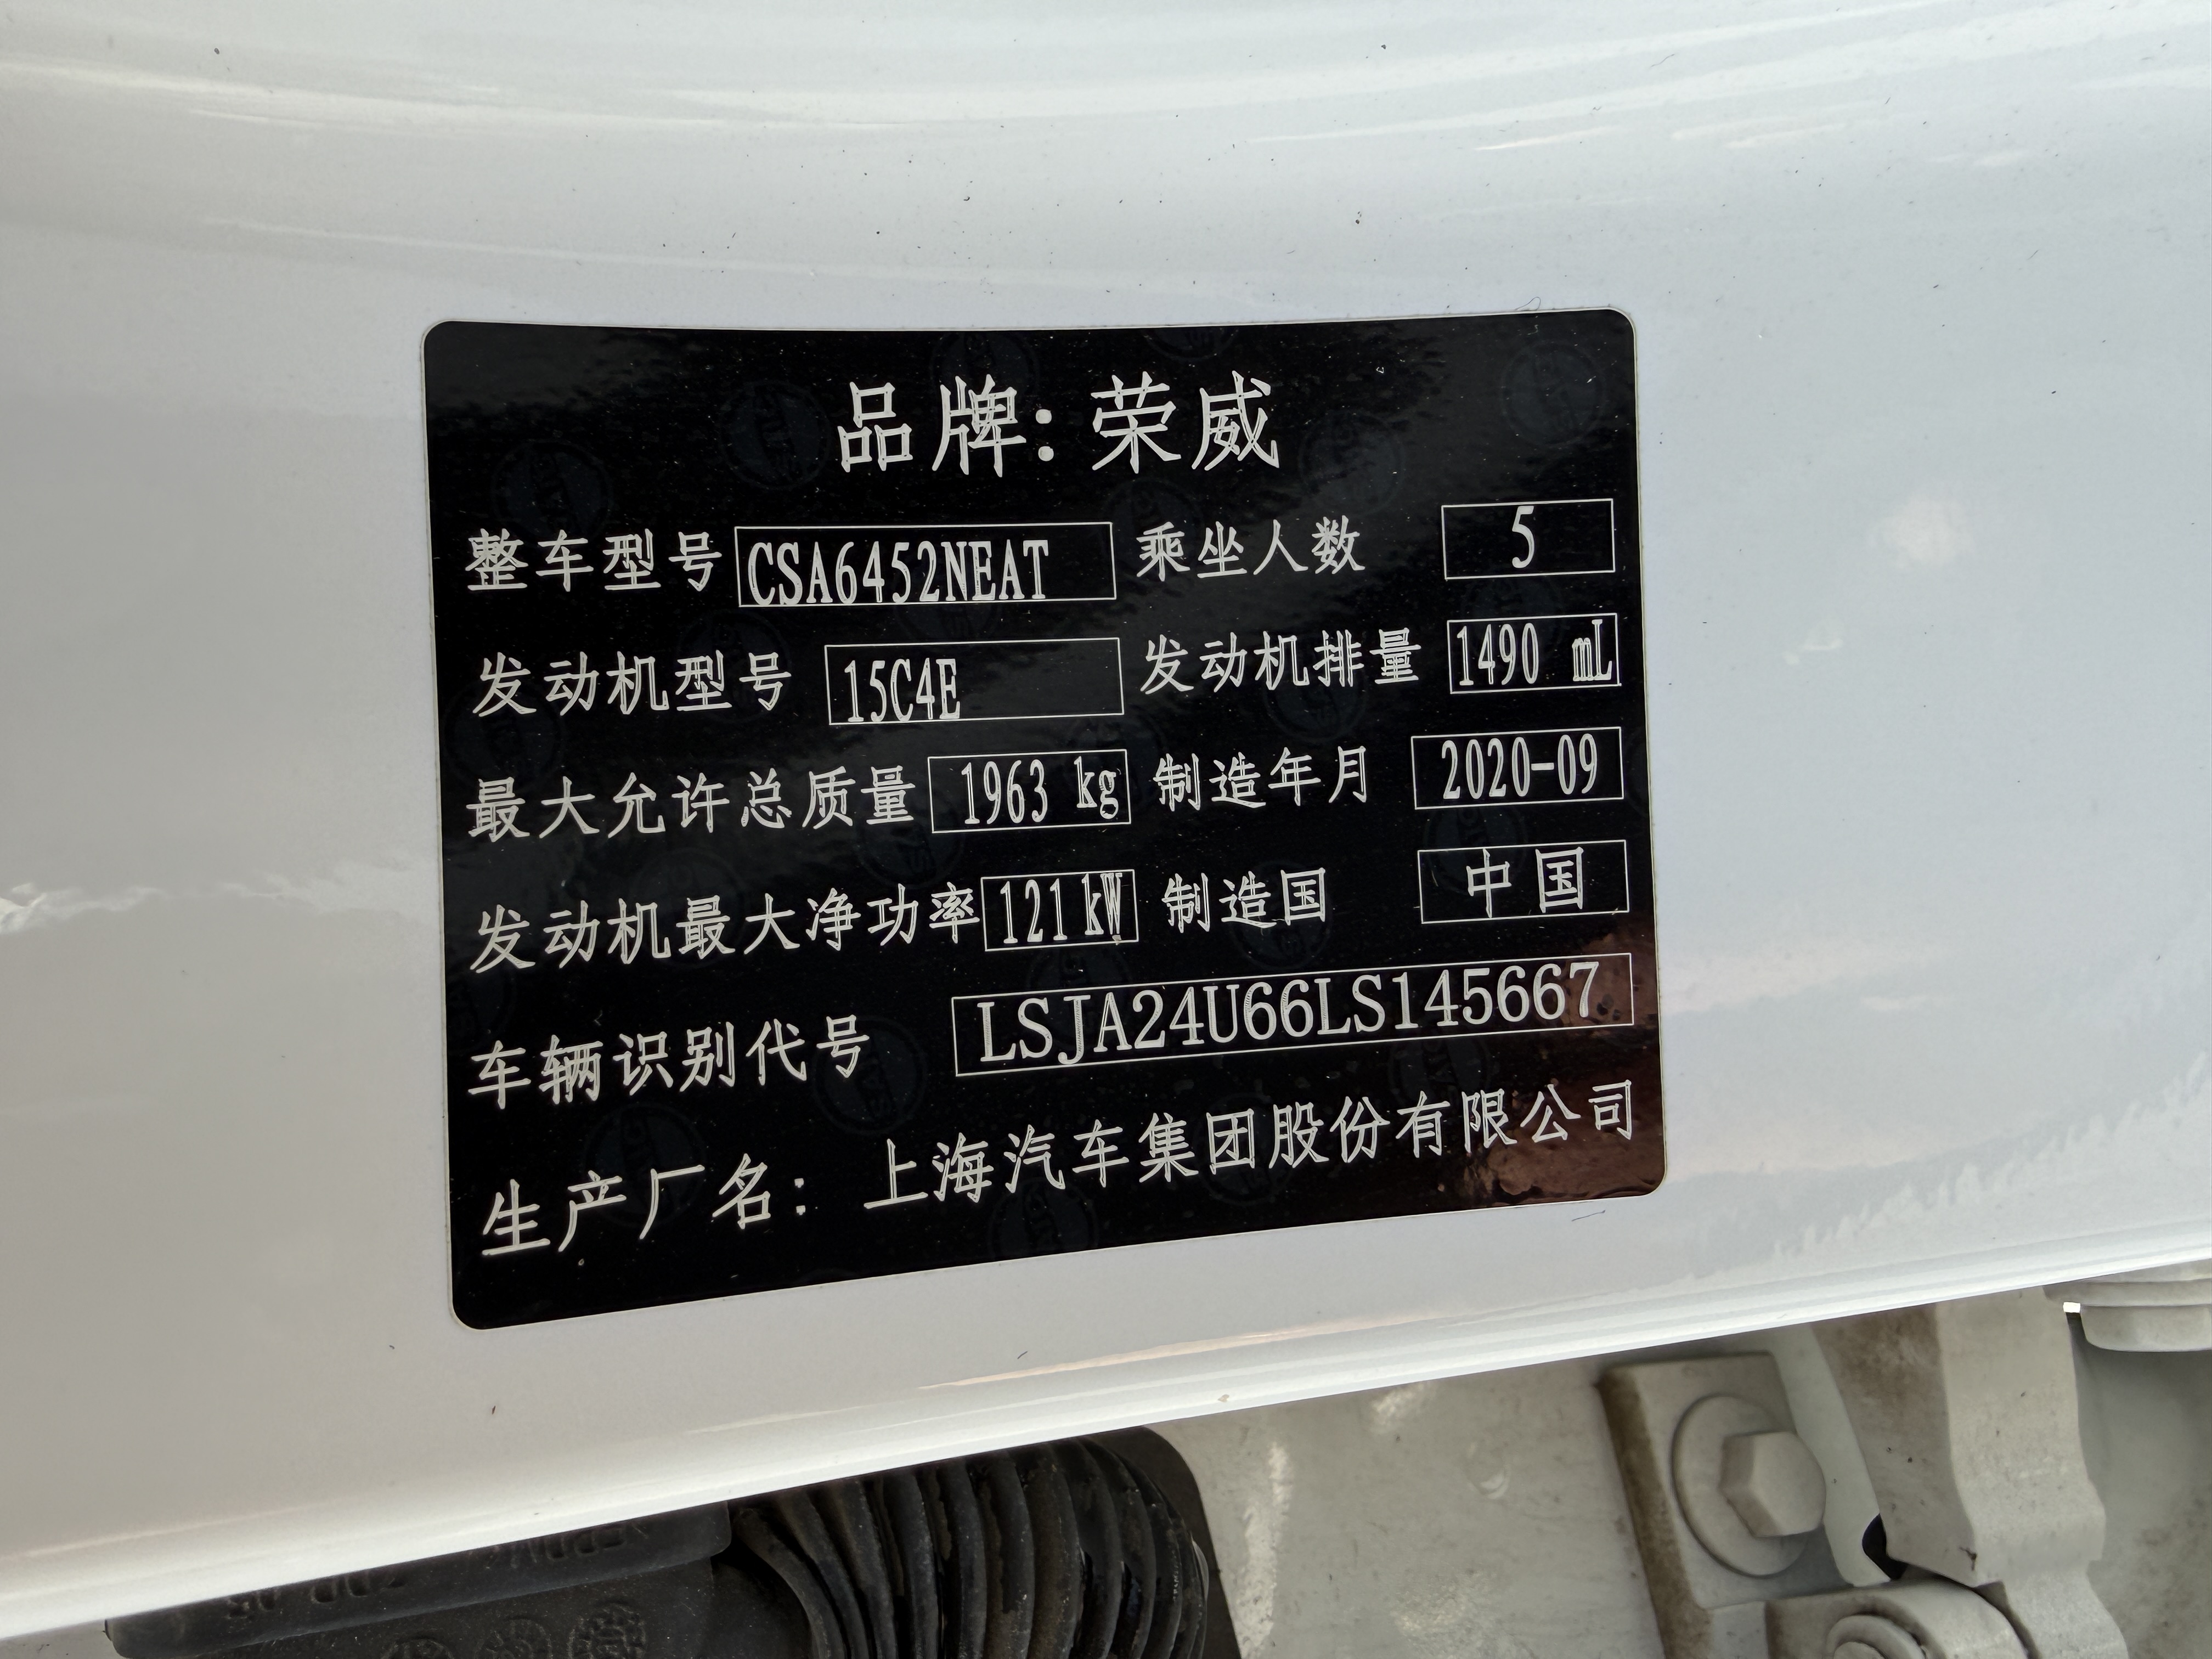 品牌：荣威
整车型号 CSA6452NEAT 乘坐人数 5
发动机型号 15C4E 发动机排量 1490 mL
最大允许总质量 1963 kg 制造年月 2020-09
发动机最大净功率 121 kW 制造国 中国
车辆识别代号 LSJA24U66LS145667
生产厂名：上海汽车集团股份有限公司